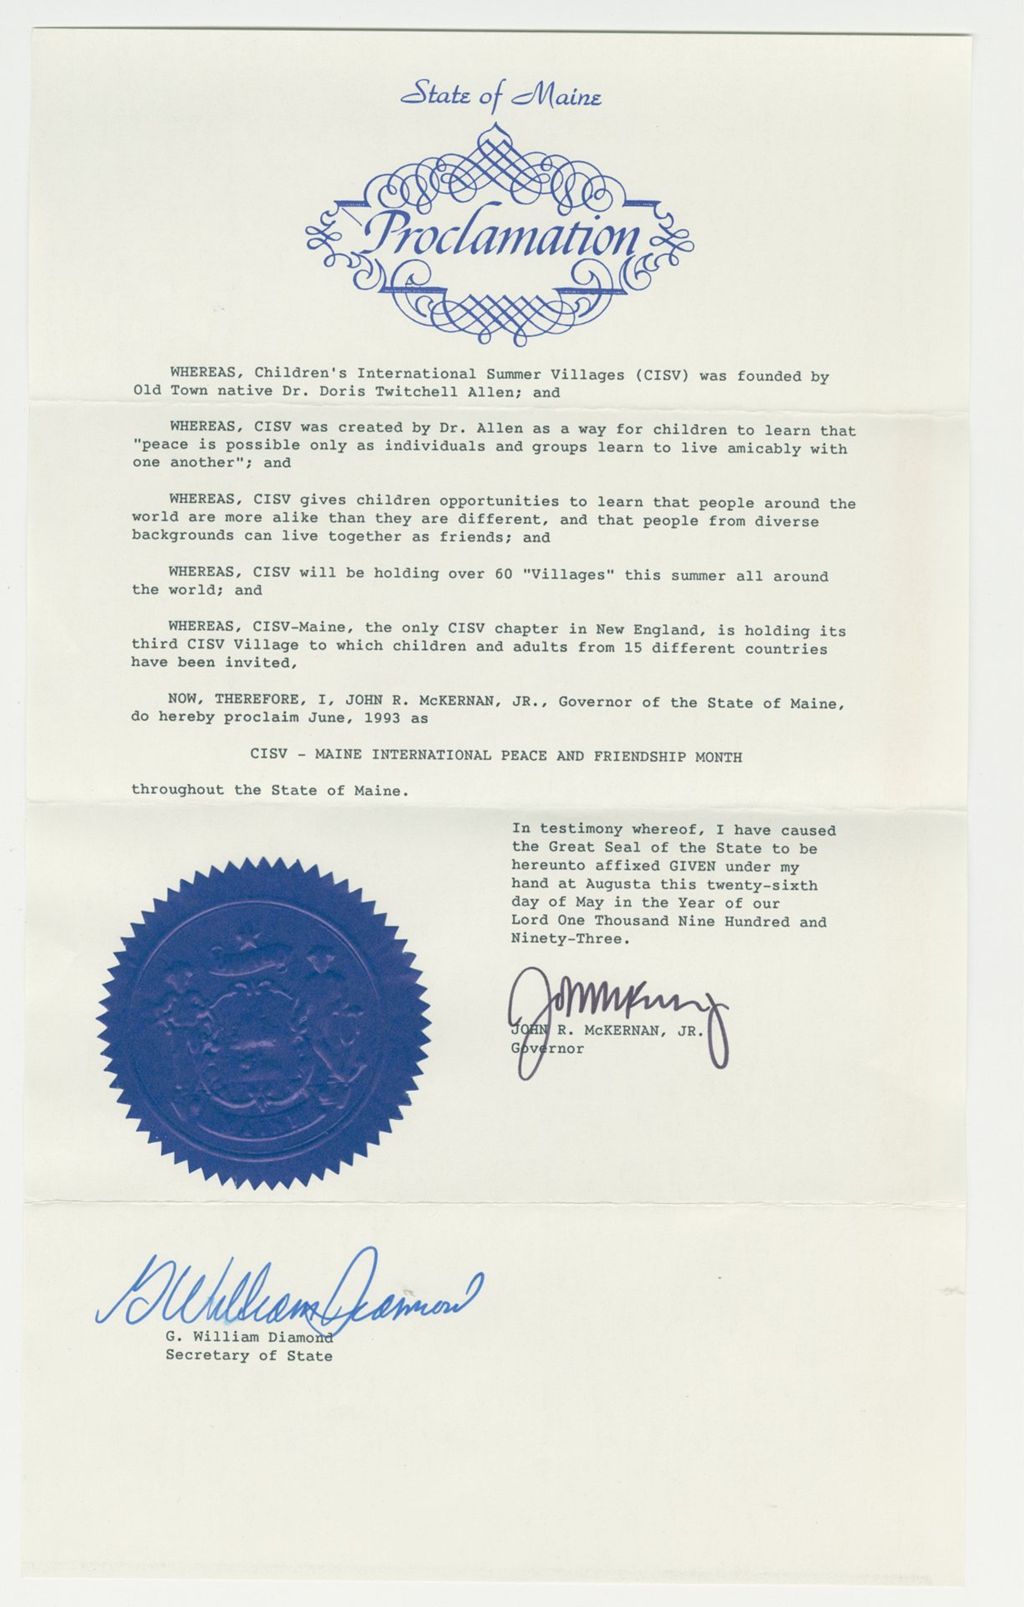 State of Maine
Proclamation
WHEREAS, Children's International Summer Villages (CISV) was founded by
Old Town native Dr. Doris Twitchell Allen; and
WHEREAS, CISV was created by Dr. Allen as a way for children to learn that
"peace is possible only as individuals and groups learn to live amicably with
one another"; and
WHEREAS, CISV gives children opportunities to learn that people around the
world are more alike than they are different, and that people from diverse
backgrounds can live together as friends; and
WHEREAS, CISV will be holding over 60 "Villages" this summer all around
the world; and
WHEREAS, CISV-Maine, the only CISV chapter in New England, is holding its
third CISV Village to which children and adults from 15 different countries
have been invited,
NOW, THEREFORE, I, JOHN R. McKERNAN, JR., Governor of the State of Maine,
do hereby proclaim June, 1993 as
CISV - MAINE INTERNATIONAL PEACE AND FRIENDSHIP MONTH
throughout the State of Maine.
In testimony whereof, I have caused
the Great Seal of the State to be
hereunto affixed GIVEN under my
hand at Augusta this twenty-sixth
day of May in the Year of our
Lord One Thousand Nine Hundred and
Ninety-Three.
JOHN R. McKERNAN, JR.
Governor
G William Diamond
G. William Diamond
Secretary of State